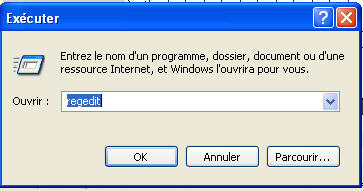 Exécuter
Entrez le nom d'un programme, dossier, document ou d'une
ressource Internet, et Windows l'ouvrira pour vous.
Ouvrir : regedit
OK Annuler Parcourir...